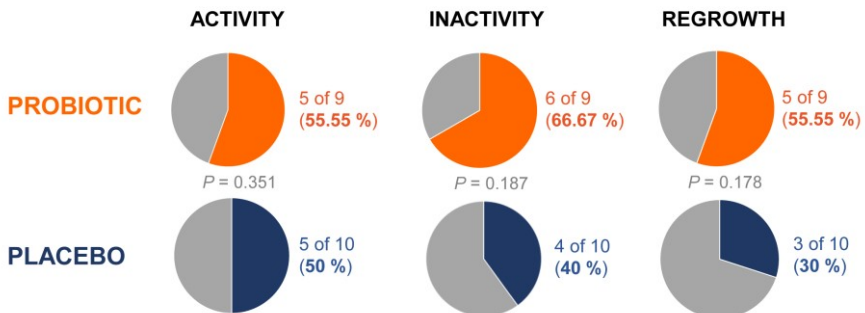 ACTIVITY
INACTIVITY
REGROWTH
PROBIOTIC
5 of 9
(55.55 %)
6 of 9
(66.67 %)
5 of 9
(55.55 %)
P = 0.351
P = 0.187
P = 0.178
PLACEBO
5 of 10
(50 %)
4 of 10
(40 %)
3 of 10
(30 %)